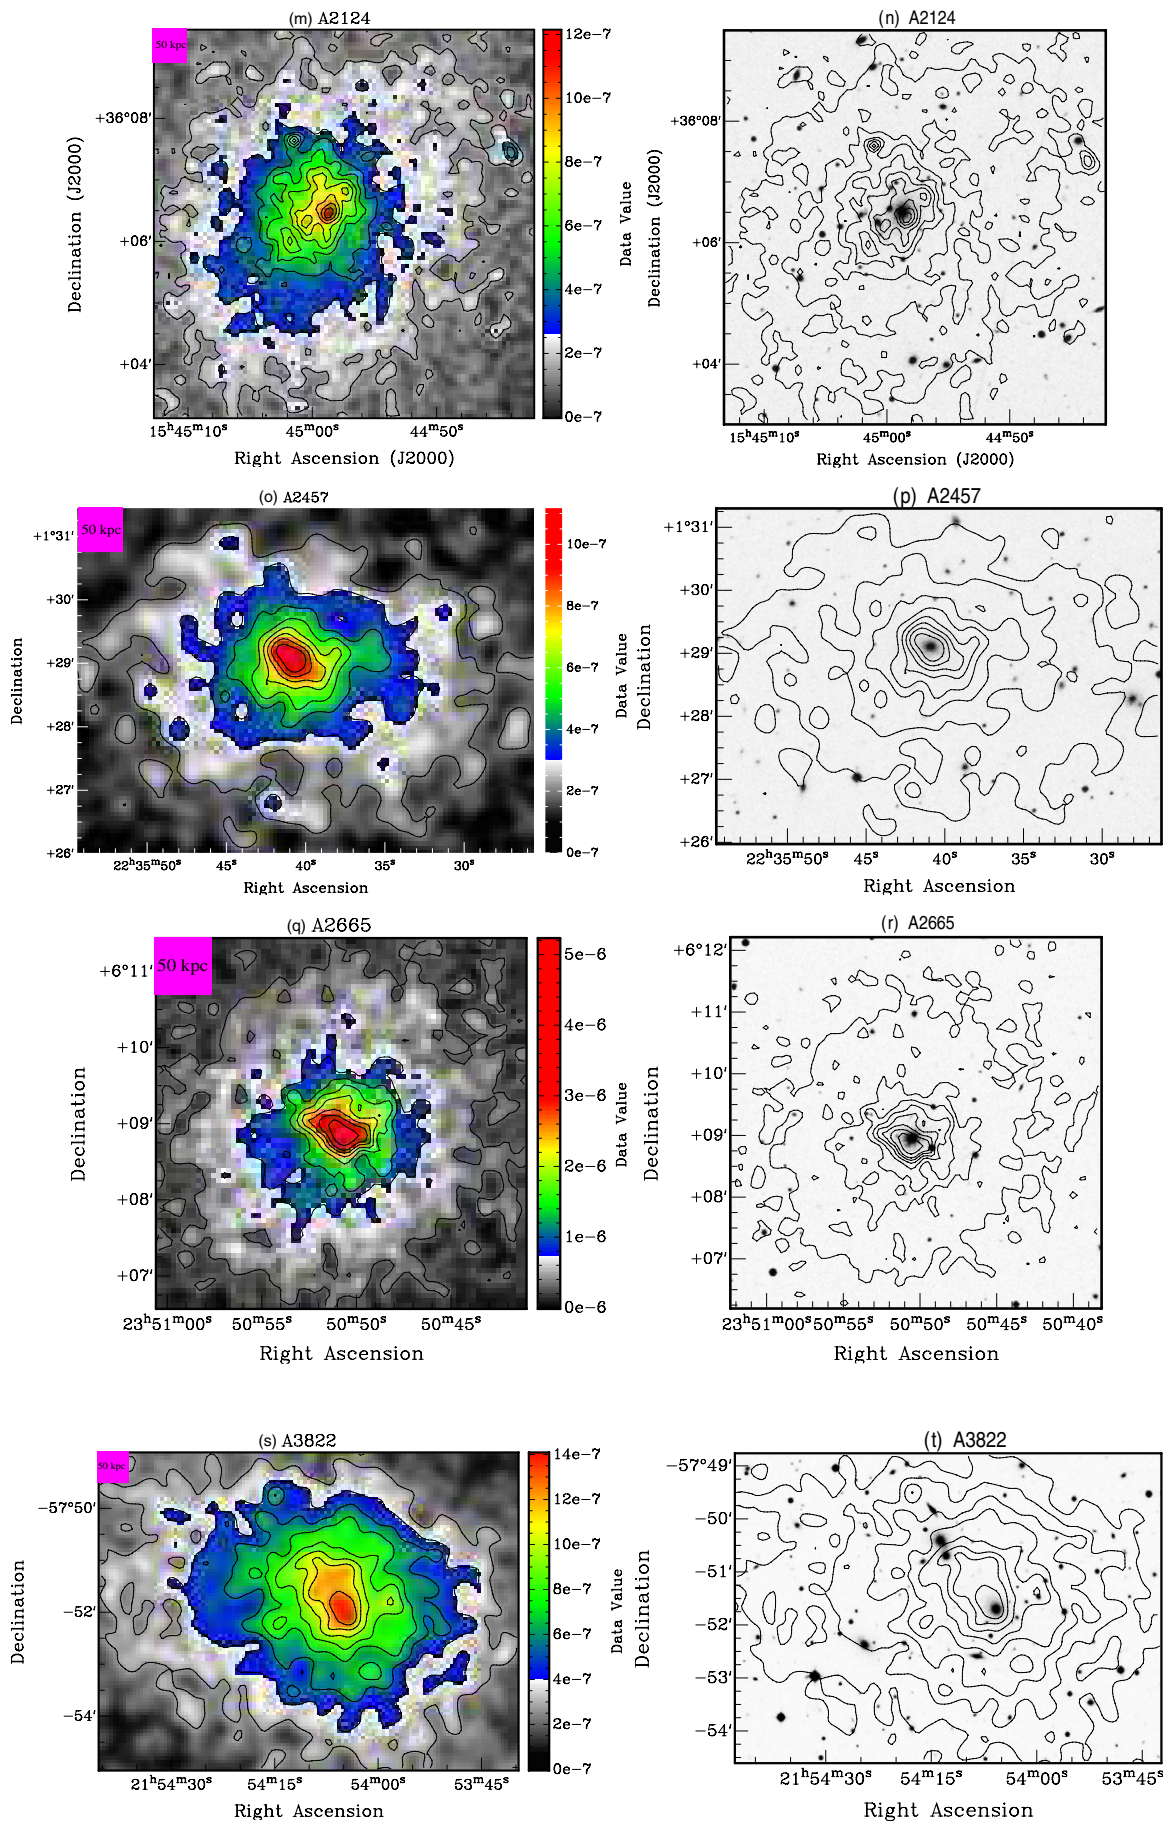 (m) A2124
50 kpc
+36°08′
+06′
+04′
Declination (J2000)
15ʰ45ᵐ10ˢ 45ᵐ00ˢ 44ᵐ50ˢ
Right Ascension (J2000)
12e-7
10e-7
8e-7
6e-7
4e-7
2e-7
0e-7
Data Value
(n) A2124
+36°08′
+06′
+04′
Declination (J2000)
15ʰ45ᵐ10ˢ 45ᵐ00ˢ 44ᵐ50ˢ
Right Ascension (J2000)
(o) A2457
50 kpc
+1°31′
+30′
+29′
+28′
+27′
+26′
Declination
22ʰ35ᵐ50ˢ 45ˢ 40ˢ 35ˢ 30ˢ
Right Ascension
10e-7
8e-7
6e-7
4e-7
2e-7
0e-7
Data Value
(p) A2457
+1°31′
+30′
+29′
+28′
+27′
+26′
Declination
22ʰ35ᵐ50ˢ 45ˢ 40ˢ 35ˢ 30ˢ
Right Ascension
(q) A2665
50 kpc
+6°11′
+10′
+09′
+08′
+07′
Declination
23ʰ51ᵐ00ˢ 50ᵐ55ˢ 50ᵐ50ˢ 50ᵐ45ˢ
Right Ascension
5e-6
4e-6
3e-6
2e-6
1e-6
0e-6
Data Value
(r) A2665
+6°12′
+11′
+10′
+09′
+08′
+07′
Declination
23ʰ51ᵐ00ˢ 50ᵐ55ˢ 50ᵐ50ˢ 50ᵐ45ˢ 50ᵐ40ˢ
Right Ascension
(s) A3822
50 kpc
−57°50′
−52′
−54′
Declination
21ʰ54ᵐ30ˢ 54ᵐ15ˢ 54ᵐ00ˢ 53ᵐ45ˢ
Right Ascension
14e-7
12e-7
10e-7
8e-7
6e-7
4e-7
2e-7
0e-7
Data Value
(t) A3822
−57°49′
−50′
−51′
−52′
−53′
−54′
Declination
21ʰ54ᵐ30ˢ 54ᵐ15ˢ 54ᵐ00ˢ 53ᵐ45ˢ
Right Ascension